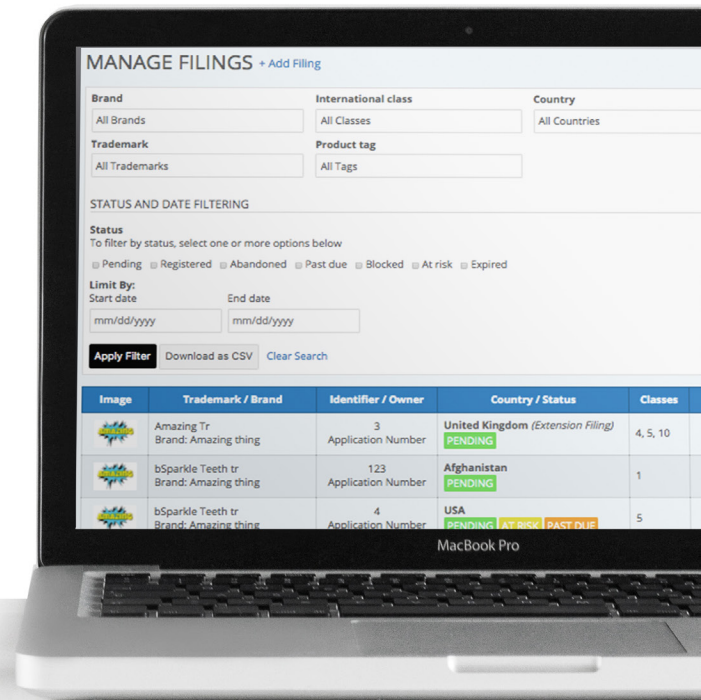 MANAGE FILINGS + Add Filing
Brand International class Country
All Brands All Classes All Countries
Trademark Product tag
All Trademarks All Tags
STATUS AND DATE FILTERING
Status
To filter by status, select one or more options below
Pending Registered Abandoned Past due Blocked At risk Expired
Limit By:
Start date End date
mm/dd/yyyy mm/dd/yyyy
Apply Filter Download as CSV Clear Search
Image Trademark / Brand Identifier / Owner Country / Status Classes
Amazing Tr 3 United Kingdom (Extension Filing) 4, 5, 10
Brand: Amazing thing Application Number PENDING
bSparkle Teeth tr 123 Afghanistan 1
Brand: Amazing thing Application Number PENDING
bSparkle Teeth tr 4 USA 5
Brand: Amazing thing Application Number PENDING AT RISK PAST DUE
MacBook Pro